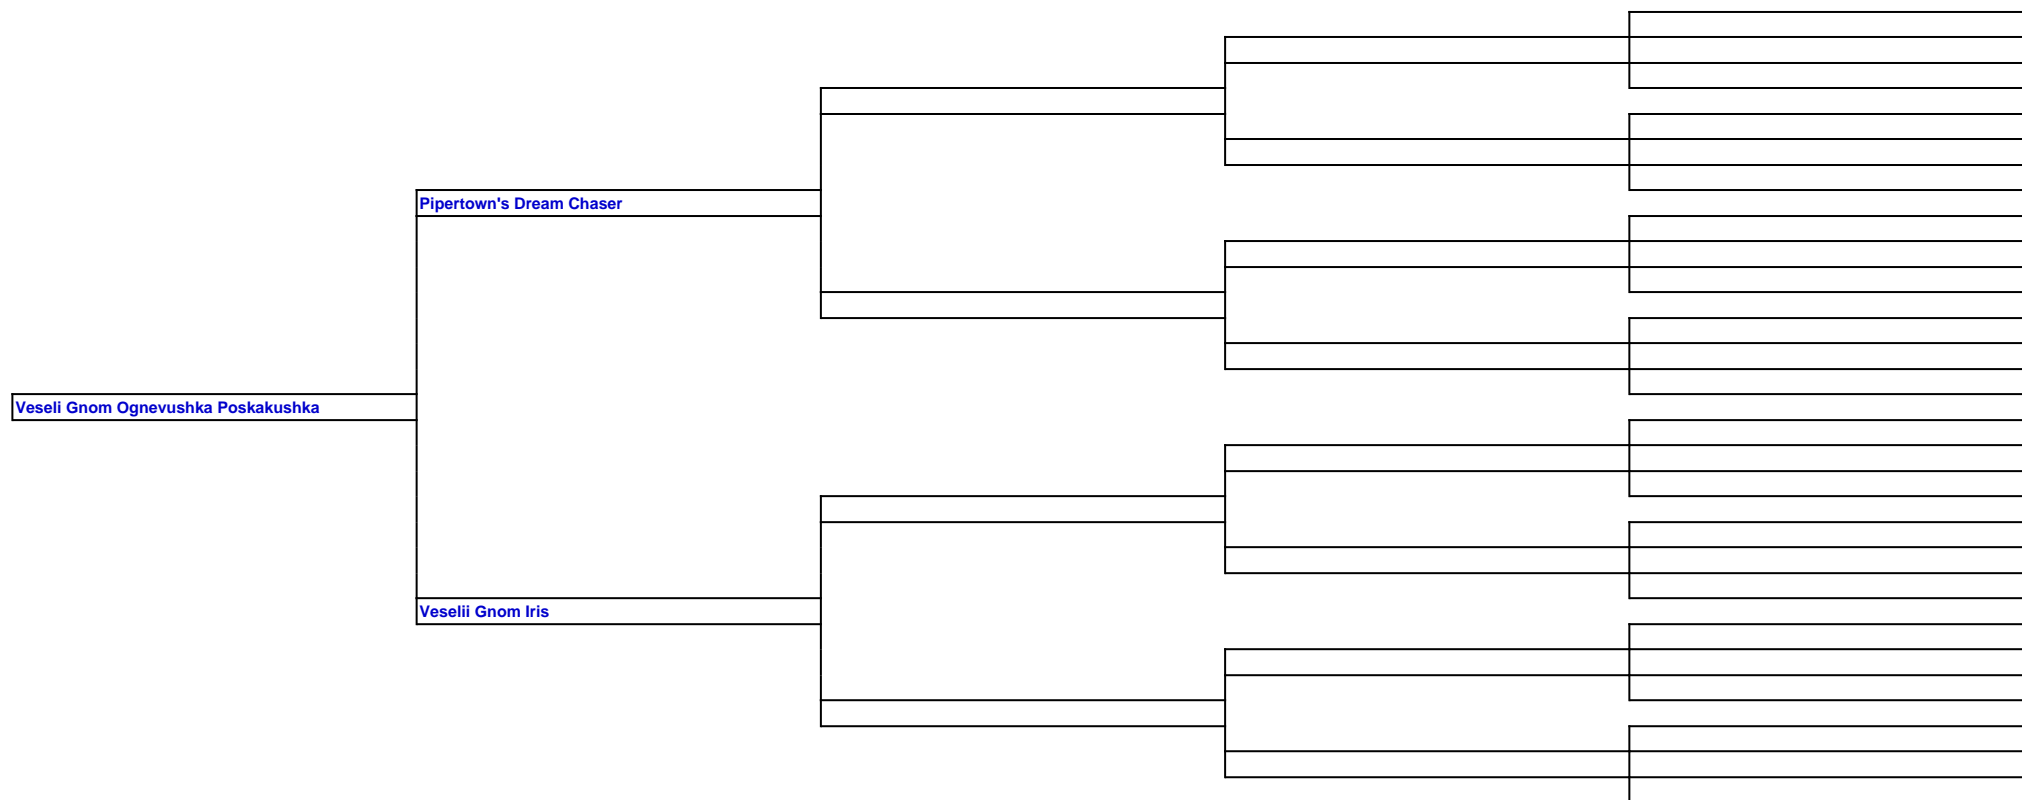 Pipertown's Dream Chaser
Veseli Gnom Ognevushka Poskakushka
Veselii Gnom Iris